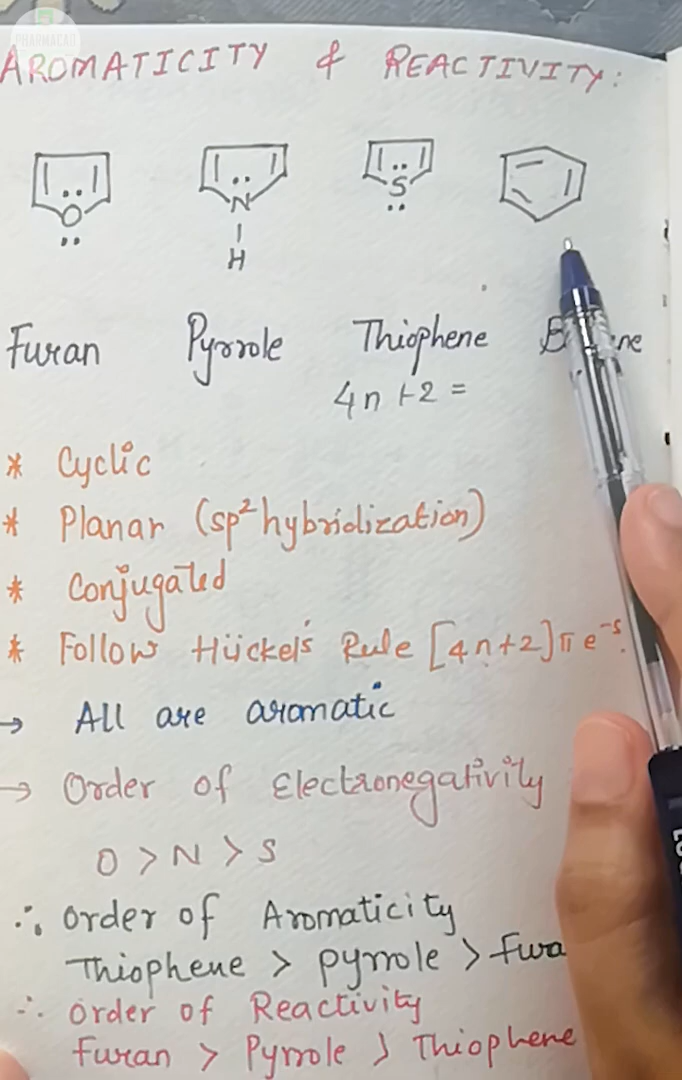 PHARMACAD
AROMATICITY & REACTIVITY:
O N S
H
Furan Pyrrole Thiophene
4n+2 =
* Cyclic
* Planar (sp² hybridization)
* Conjugated
* Follow Hückel's Rule [4n+2]π e⁻ˢ.
→ All are aromatic
→ Order of Electronegativity
O > N > S
∴ Order of Aromaticity
Thiophene > pyrrole > Fura
∴ Order of Reactivity
Furan > Pyrrole > Thiophene